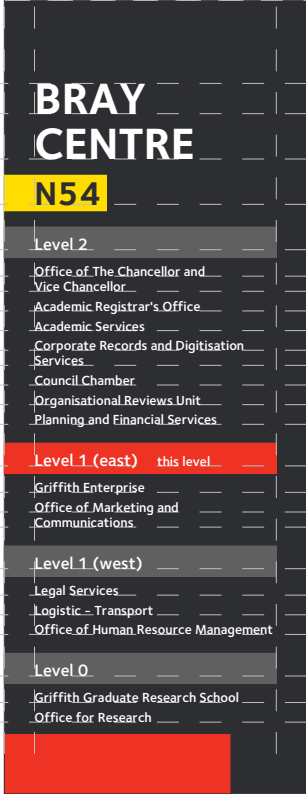 BRAY
CENTRE
N54
Level 2
Office of The Chancellor and
Vice Chancellor
Academic Registrar's Office
Academic Services
Corporate Records and Digitisation
Services
Council Chamber
Organisational Reviews Unit
Planning and Financial Services
Level 1 (east) this level
Griffith Enterprise
Office of Marketing and
Communications
Level 1 (west)
Legal Services
Logistic – Transport
Office of Human Resource Management
Level 0
Griffith Graduate Research School
Office for Research